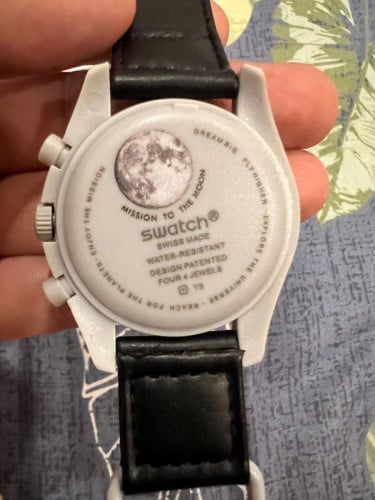 DREAM BIG · FLY HIGHER · EXPLORE THE UNIVERSE · REACH FOR THE PLANETS · ENJOY THE MISSION
MISSION TO THE MOON
swatch®
SWISS MADE
WATER-RESISTANT
DESIGN PATENTED
FOUR 4 JEWELS